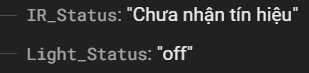 IR_Status: "Chưa nhận tín hiệu"
Light_Status: "off"